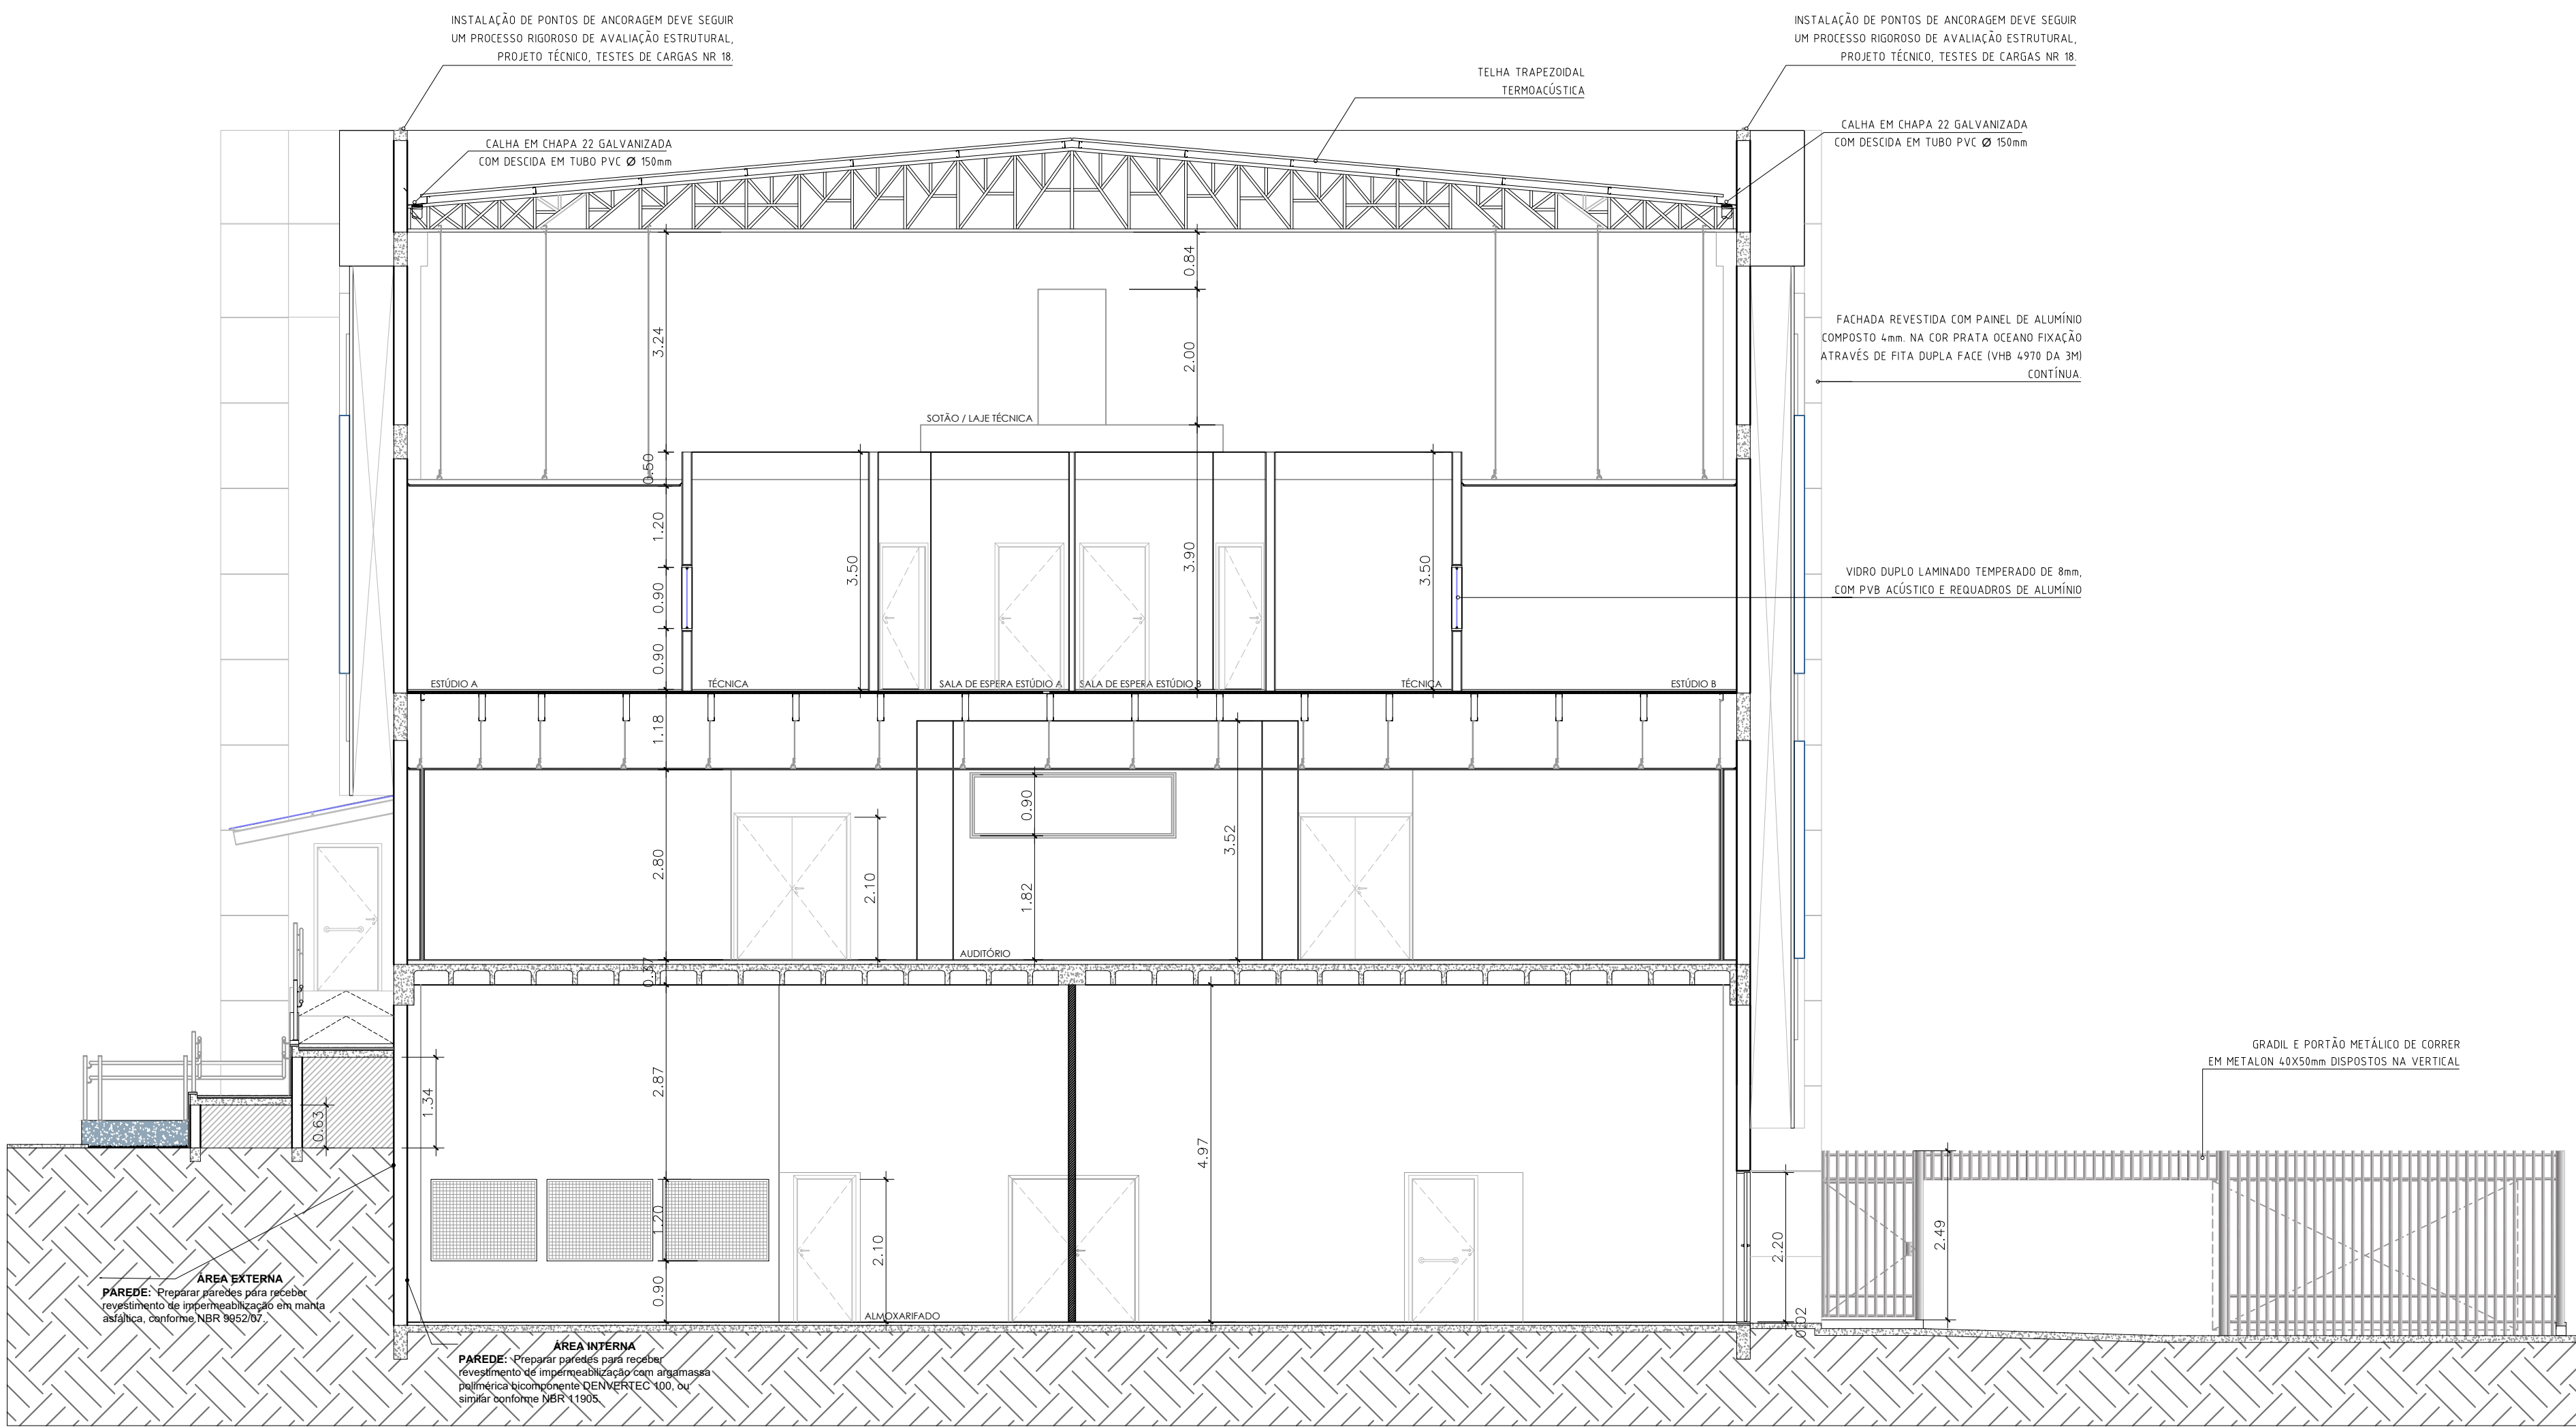 INSTALAÇÃO DE PONTOS DE ANCORAGEM DEVE SEGUIR
UM PROCESSO RIGOROSO DE AVALIAÇÃO ESTRUTURAL,
PROJETO TÉCNICO, TESTES DE CARGAS NR 18.
INSTALAÇÃO DE PONTOS DE ANCORAGEM DEVE SEGUIR
UM PROCESSO RIGOROSO DE AVALIAÇÃO ESTRUTURAL,
PROJETO TÉCNICO, TESTES DE CARGAS NR 18.
TELHA TRAPEZOIDAL
TERMOACÚSTICA
CALHA EM CHAPA 22 GALVANIZADA
COM DESCIDA EM TUBO PVC Ø 150mm
CALHA EM CHAPA 22 GALVANIZADA
COM DESCIDA EM TUBO PVC Ø 150mm
0.84
3.24
2.00
FACHADA REVESTIDA COM PAINEL DE ALUMÍNIO
COMPOSTO 4mm. NA COR PRATA OCEANO FIXAÇÃO
ATRAVÉS DE FITA DUPLA FACE (VHB 4970 DA 3M)
CONTÍNUA.
SOTÃO / LAJE TÉCNICA
0.50
1.20
3.50
3.90
3.50
0.90
VIDRO DUPLO LAMINADO TEMPERADO DE 8mm,
COM PVB ACÚSTICO E REQUADROS DE ALUMÍNIO
0.90
ESTÚDIO A
TÉCNICA
SALA DE ESPERA ESTÚDIO A
SALA DE ESPERA ESTÚDIO B
TÉCNICA
ESTÚDIO B
1.18
0.90
3.52
2.80
2.10
1.82
AUDITÓRIO
0.37
2.87
1.34
0.63
4.97
GRADIL E PORTÃO METÁLICO DE CORRER
EM METALON 40X50mm DISPOSTOS NA VERTICAL
1.20
2.10
2.20
2.49
0.90
0.02
ALMOXARIFADO
ÁREA EXTERNA
PAREDE: Preparar paredes para receber
revestimento de impermeabilização em manta
asfáltica, conforme NBR 9952/07.
ÁREA INTERNA
PAREDE: Preparar paredes para receber
revestimento de impermeabilização com argamassa
polimérica bicomponente DENVERTEC 100, ou
similar conforme NBR 11905.